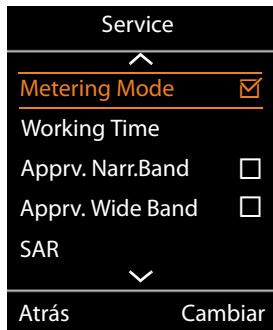 Service
Metering Mode
Working Time
Apprv. Narr.Band
Apprv. Wide Band
SAR
Atrás Cambiar